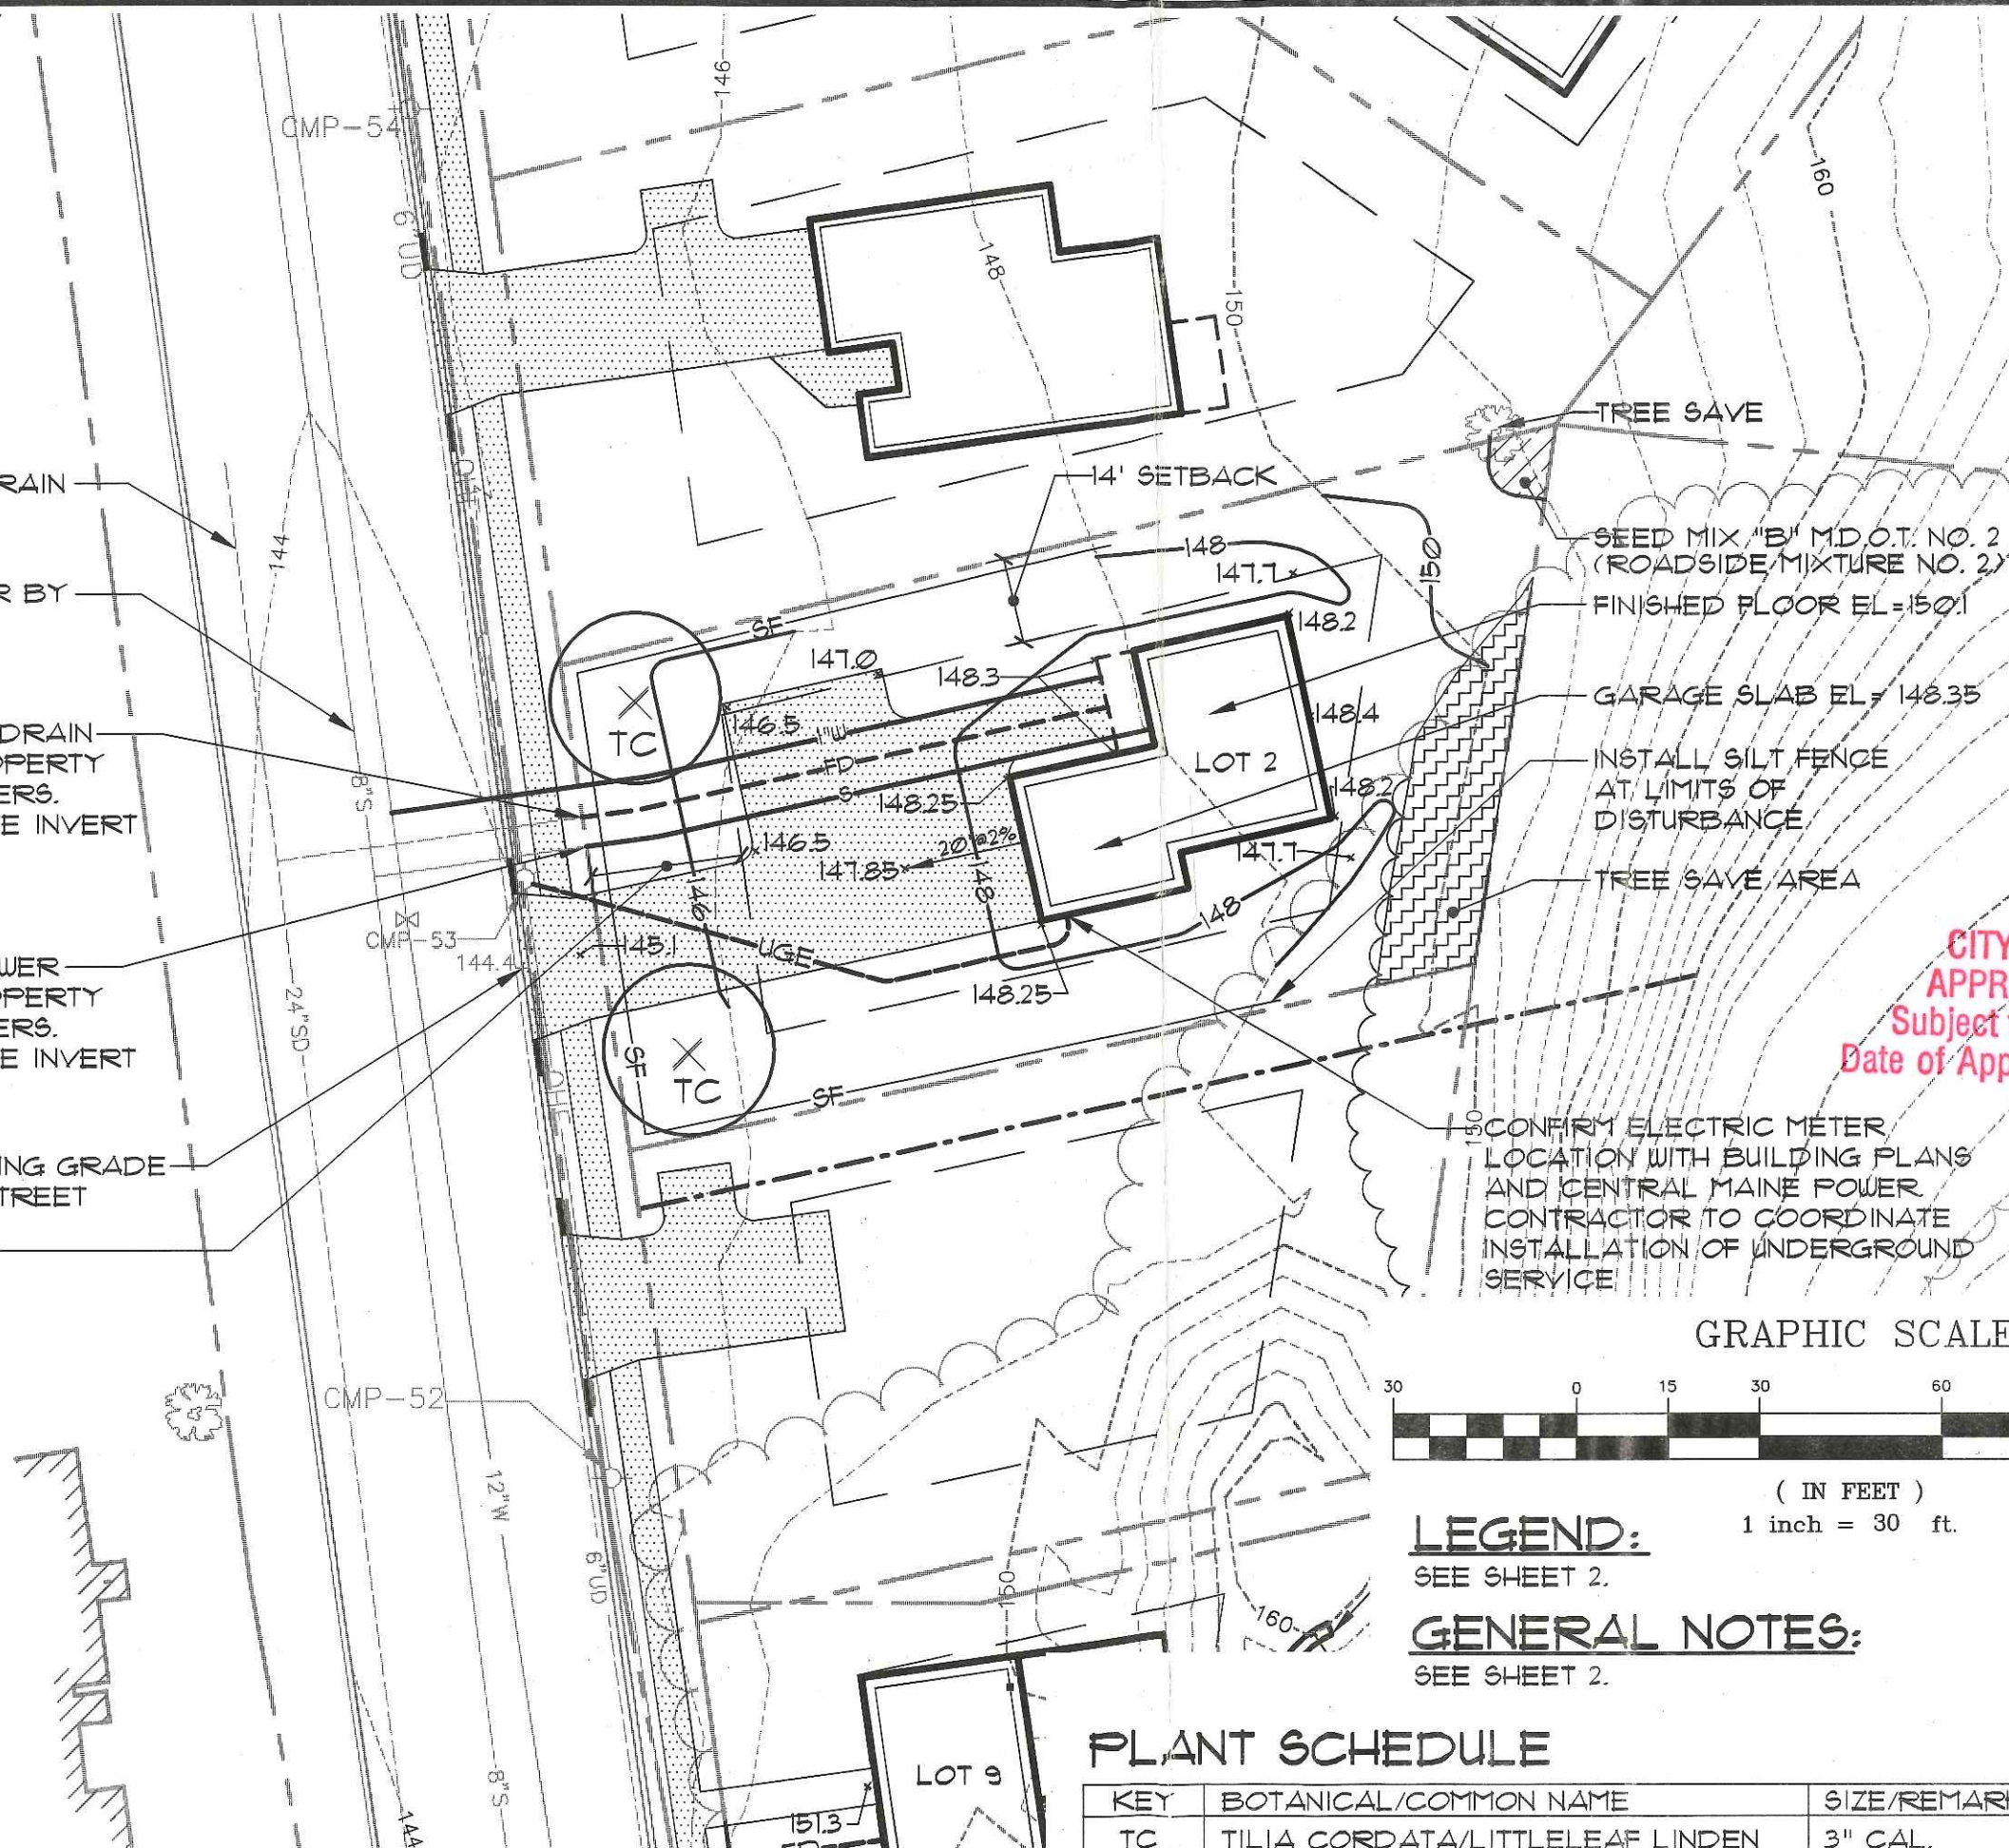 146
CMP-54
160
6"UD
148
150
TREE SAVE
RAIN
14' SETBACK
144
148
147.7
150
SEED MIX "B" M.D.O.T. NO. 2
(ROADSIDE MIXTURE NO. 2)
R BY
FINISHED FLOOR EL=150.1
SF
148.2
147.0
148.3
GARAGE SLAB EL= 148.35
146.5
148.4
DRAIN
OPERTY
ERS.
E INVERT
TC
1"W
FD
S
LOT 2
INSTALL SILT FENCE
AT LIMITS OF
DISTURBANCE
8"S
148.25
148.2
146.5
20'@2%
147.85
147.7
148
TREE SAVE AREA
146
148
CMP-53
145.1
UGE
144.4
WER
OPERTY
ERS.
E INVERT
148.25
24"SD
CITY
APPR
Subject
Date of App
SF
TC
SF
OHE
150
CONFIRM ELECTRIC METER
LOCATION WITH BUILDING PLANS
AND CENTRAL MAINE POWER
CONTRACTOR TO COORDINATE
INSTALLATION OF UNDERGROUND
SERVICE
ING GRADE
TREET
GRAPHIC SCALE
30 0 15 30 60
( IN FEET )
1 inch = 30 ft.
CMP-52
12"W
6"UD
LEGEND:
SEE SHEET 2.
150
160
GENERAL NOTES:
SEE SHEET 2.
PLANT SCHEDULE
LOT 9
8"S
151.3
144
KEY BOTANICAL/COMMON NAME SIZE/REMARK
TC TILIA CORDATA/LITTLELEAF LINDEN 3" CAL.